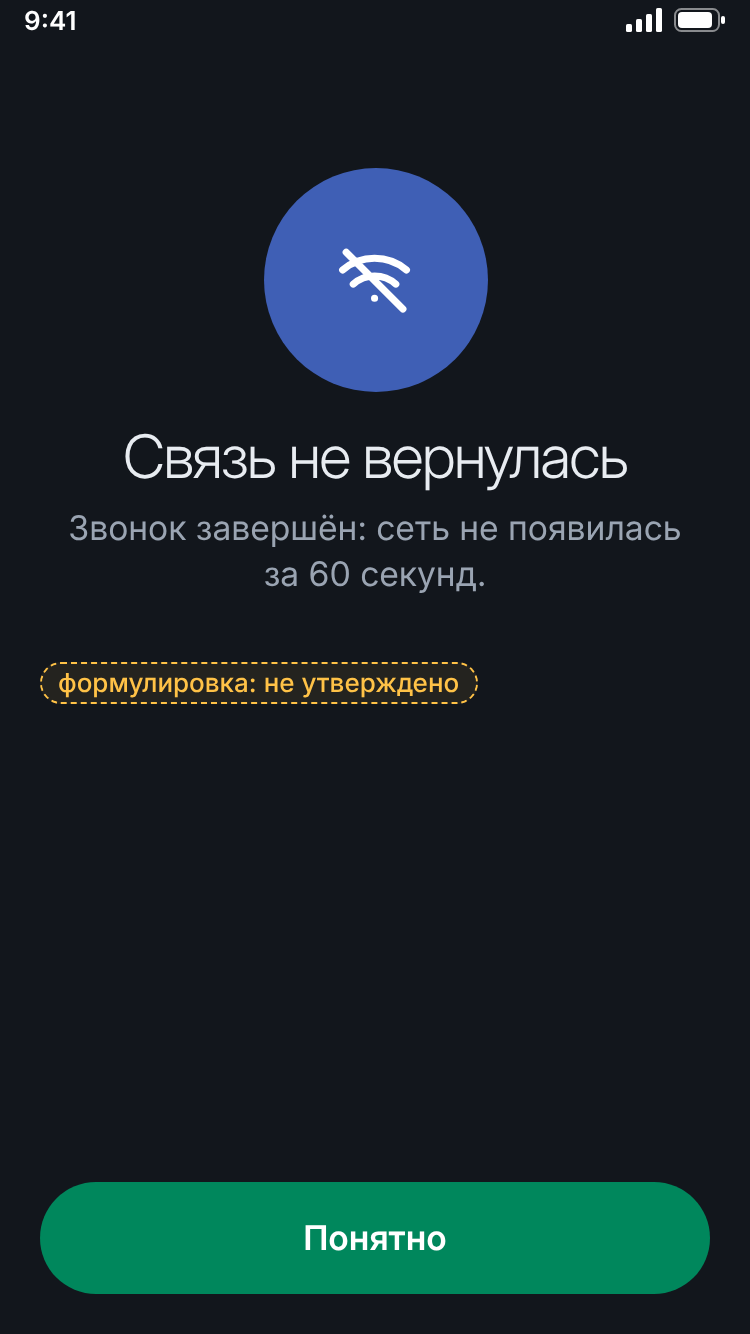 9:41
Связь не вернулась
Звонок завершён: сеть не появилась
за 60 секунд.
формулировка: не утверждено
Понятно